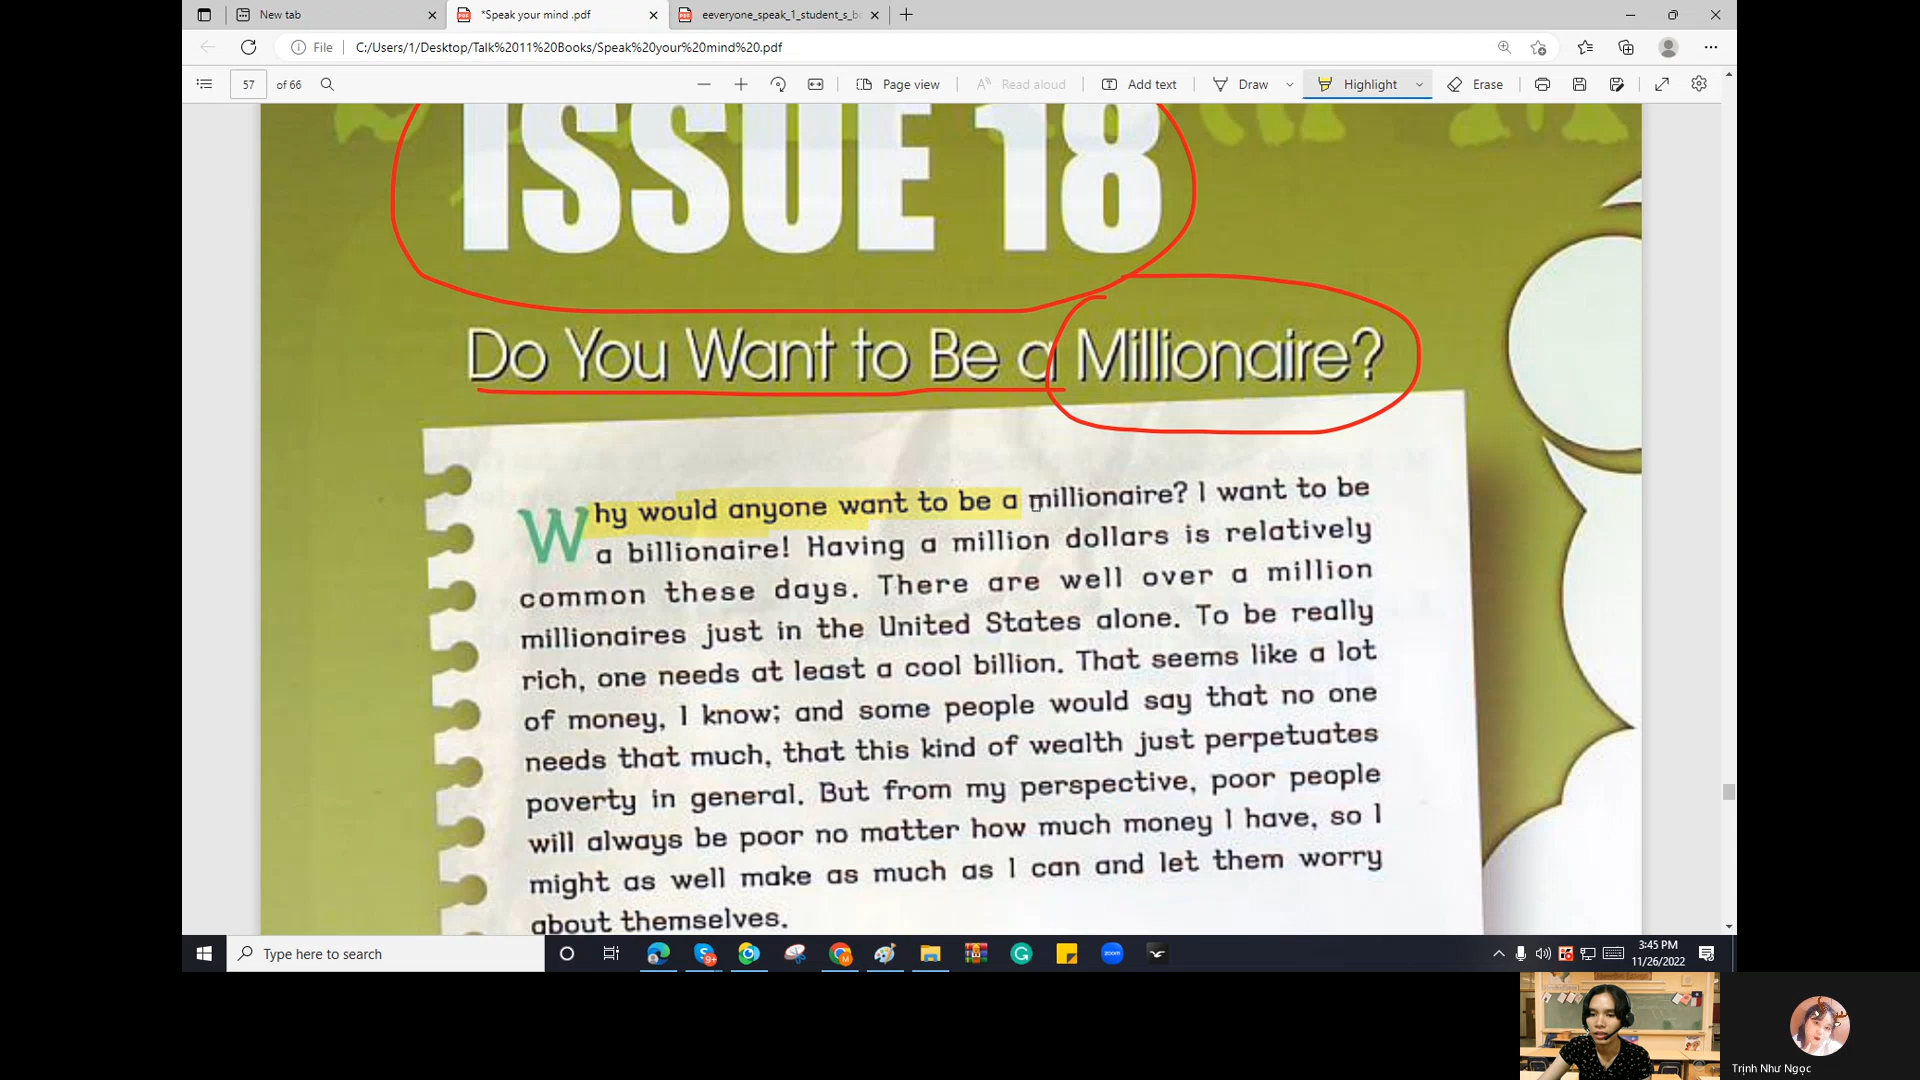 New tab
*Speak your mind .pdf
eeveryone_speak_1_student_s_bo
File
C:/Users/1/Desktop/Talk%2011%20Books/Speak%20your%20mind%20.pdf
57 of 66
Page view
Read aloud
Add text
Draw
Highlight
Erase
ISSUE 18
Do You Want to Be a Millionaire?
Why would anyone want to be a millionaire? I want to be
a billionaire! Having a million dollars is relatively
common these days. There are well over a million
millionaires just in the United States alone. To be really
rich, one needs at least a cool billion. That seems like a lot
of money, I know; and some people would say that no one
needs that much, that this kind of wealth just perpetuates
poverty in general. But from my perspective, poor people
will always be poor no matter how much money I have, so I
might as well make as much as I can and let them worry
about themselves.
Type here to search
9+
zoom
3:45 PM
11/26/2022
Trịnh Như Ngọc